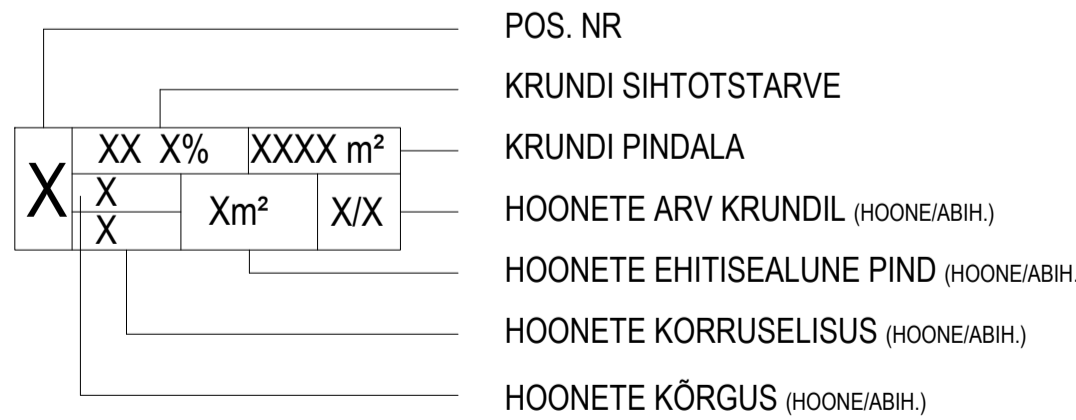 POS. NR
KRUNDI SIHTOTSTARVE
XX X% XXXX m² KRUNDI PINDALA
X
X Xm² X/X HOONETE ARV KRUNDIL (HOONE/ABIH.)
X
HOONETE EHITISEALUNE PIND (HOONE/ABIH.
HOONETE KORRUSELISUS (HOONE/ABIH.)
HOONETE KÕRGUS (HOONE/ABIH.)